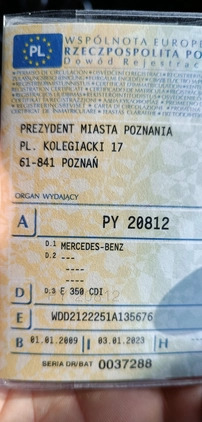 WSPÓLNOTA EUROPE
PL RZECZPOSPOLITA PO
Dowód Rejestrac
PREZYDENT MIASTA POZNANIA
PL. KOLEGIACKI 17
61-841 POZNAŃ
ORGAN WYDAJĄCY
A PY 20812
D.1 MERCEDES-BENZ
D.2 ---
----
----
D D.3 E 350 CDI
E WDD2122251A135676
B 01.01.2009 I 03.01.2023 H
SERIA DR/BAT 0037288